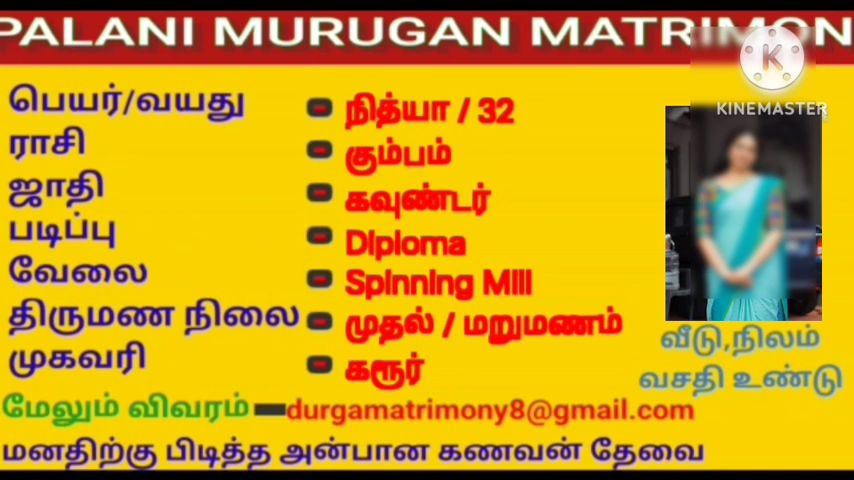 PALANI MURUGAN MATRIMON
KINEMASTER
பெயர்/வயது - நித்யா / 32
ராசி - கும்பம்
ஜாதி - கவுண்டர்
படிப்பு - Diploma
வேலை - Spinning Mill
திருமண நிலை - முதல் / மறுமணம்
முகவரி - கரூர்
வீடு,நிலம்
வசதி உண்டு
மேலும் விவரம் - durgamatrimony8@gmail.com
மனதிற்கு பிடித்த அன்பான கணவன் தேவை